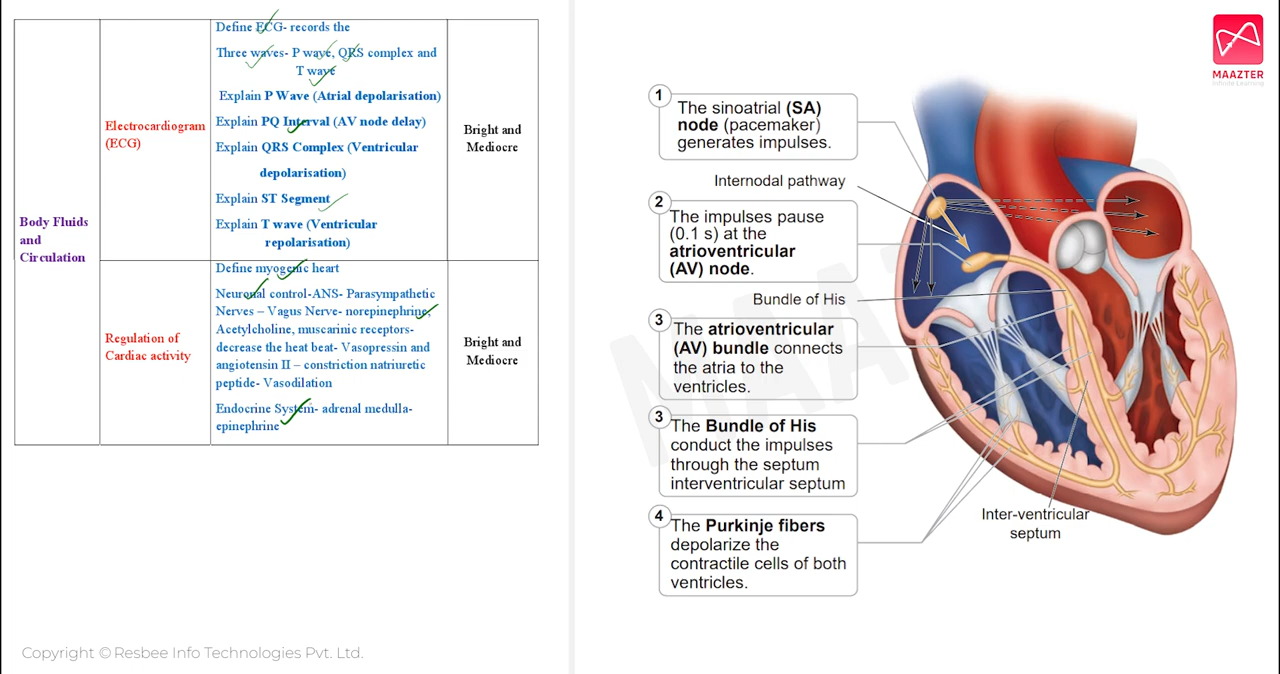 Body Fluids
and
Circulation
Electrocardiogram
(ECG)
Define ECG- records the
Three waves- P wave, QRS complex and
T wave
Explain P Wave (Atrial depolarisation)
Explain PQ Interval (AV node delay)
Explain QRS Complex (Ventricular
depolarisation)
Explain ST Segment
Explain T wave (Ventricular
repolarisation)
Bright and
Mediocre
Regulation of
Cardiac activity
Define myogenic heart
Neuronal control-ANS- Parasympathetic
Nerves – Vagus Nerve- norepinephrine,
Acetylcholine, muscarinic receptors-
decrease the heat beat- Vasopressin and
angiotensin II – constriction natriuretic
peptide- Vasodilation
Endocrine System- adrenal medulla-
epinephrine
Bright and
Mediocre
Copyright © Resbee Info Technologies Pvt. Ltd.
MAAZTER
Infinite Learning
1
The sinoatrial (SA)
node (pacemaker)
generates impulses.
Internodal pathway
2
The impulses pause
(0.1 s) at the
atrioventricular
(AV) node.
Bundle of His
3
The atrioventricular
(AV) bundle connects
the atria to the
ventricles.
3
The Bundle of His
conduct the impulses
through the septum
interventricular septum
4
The Purkinje fibers
depolarize the
contractile cells of both
ventricles.
Inter-ventricular
septum